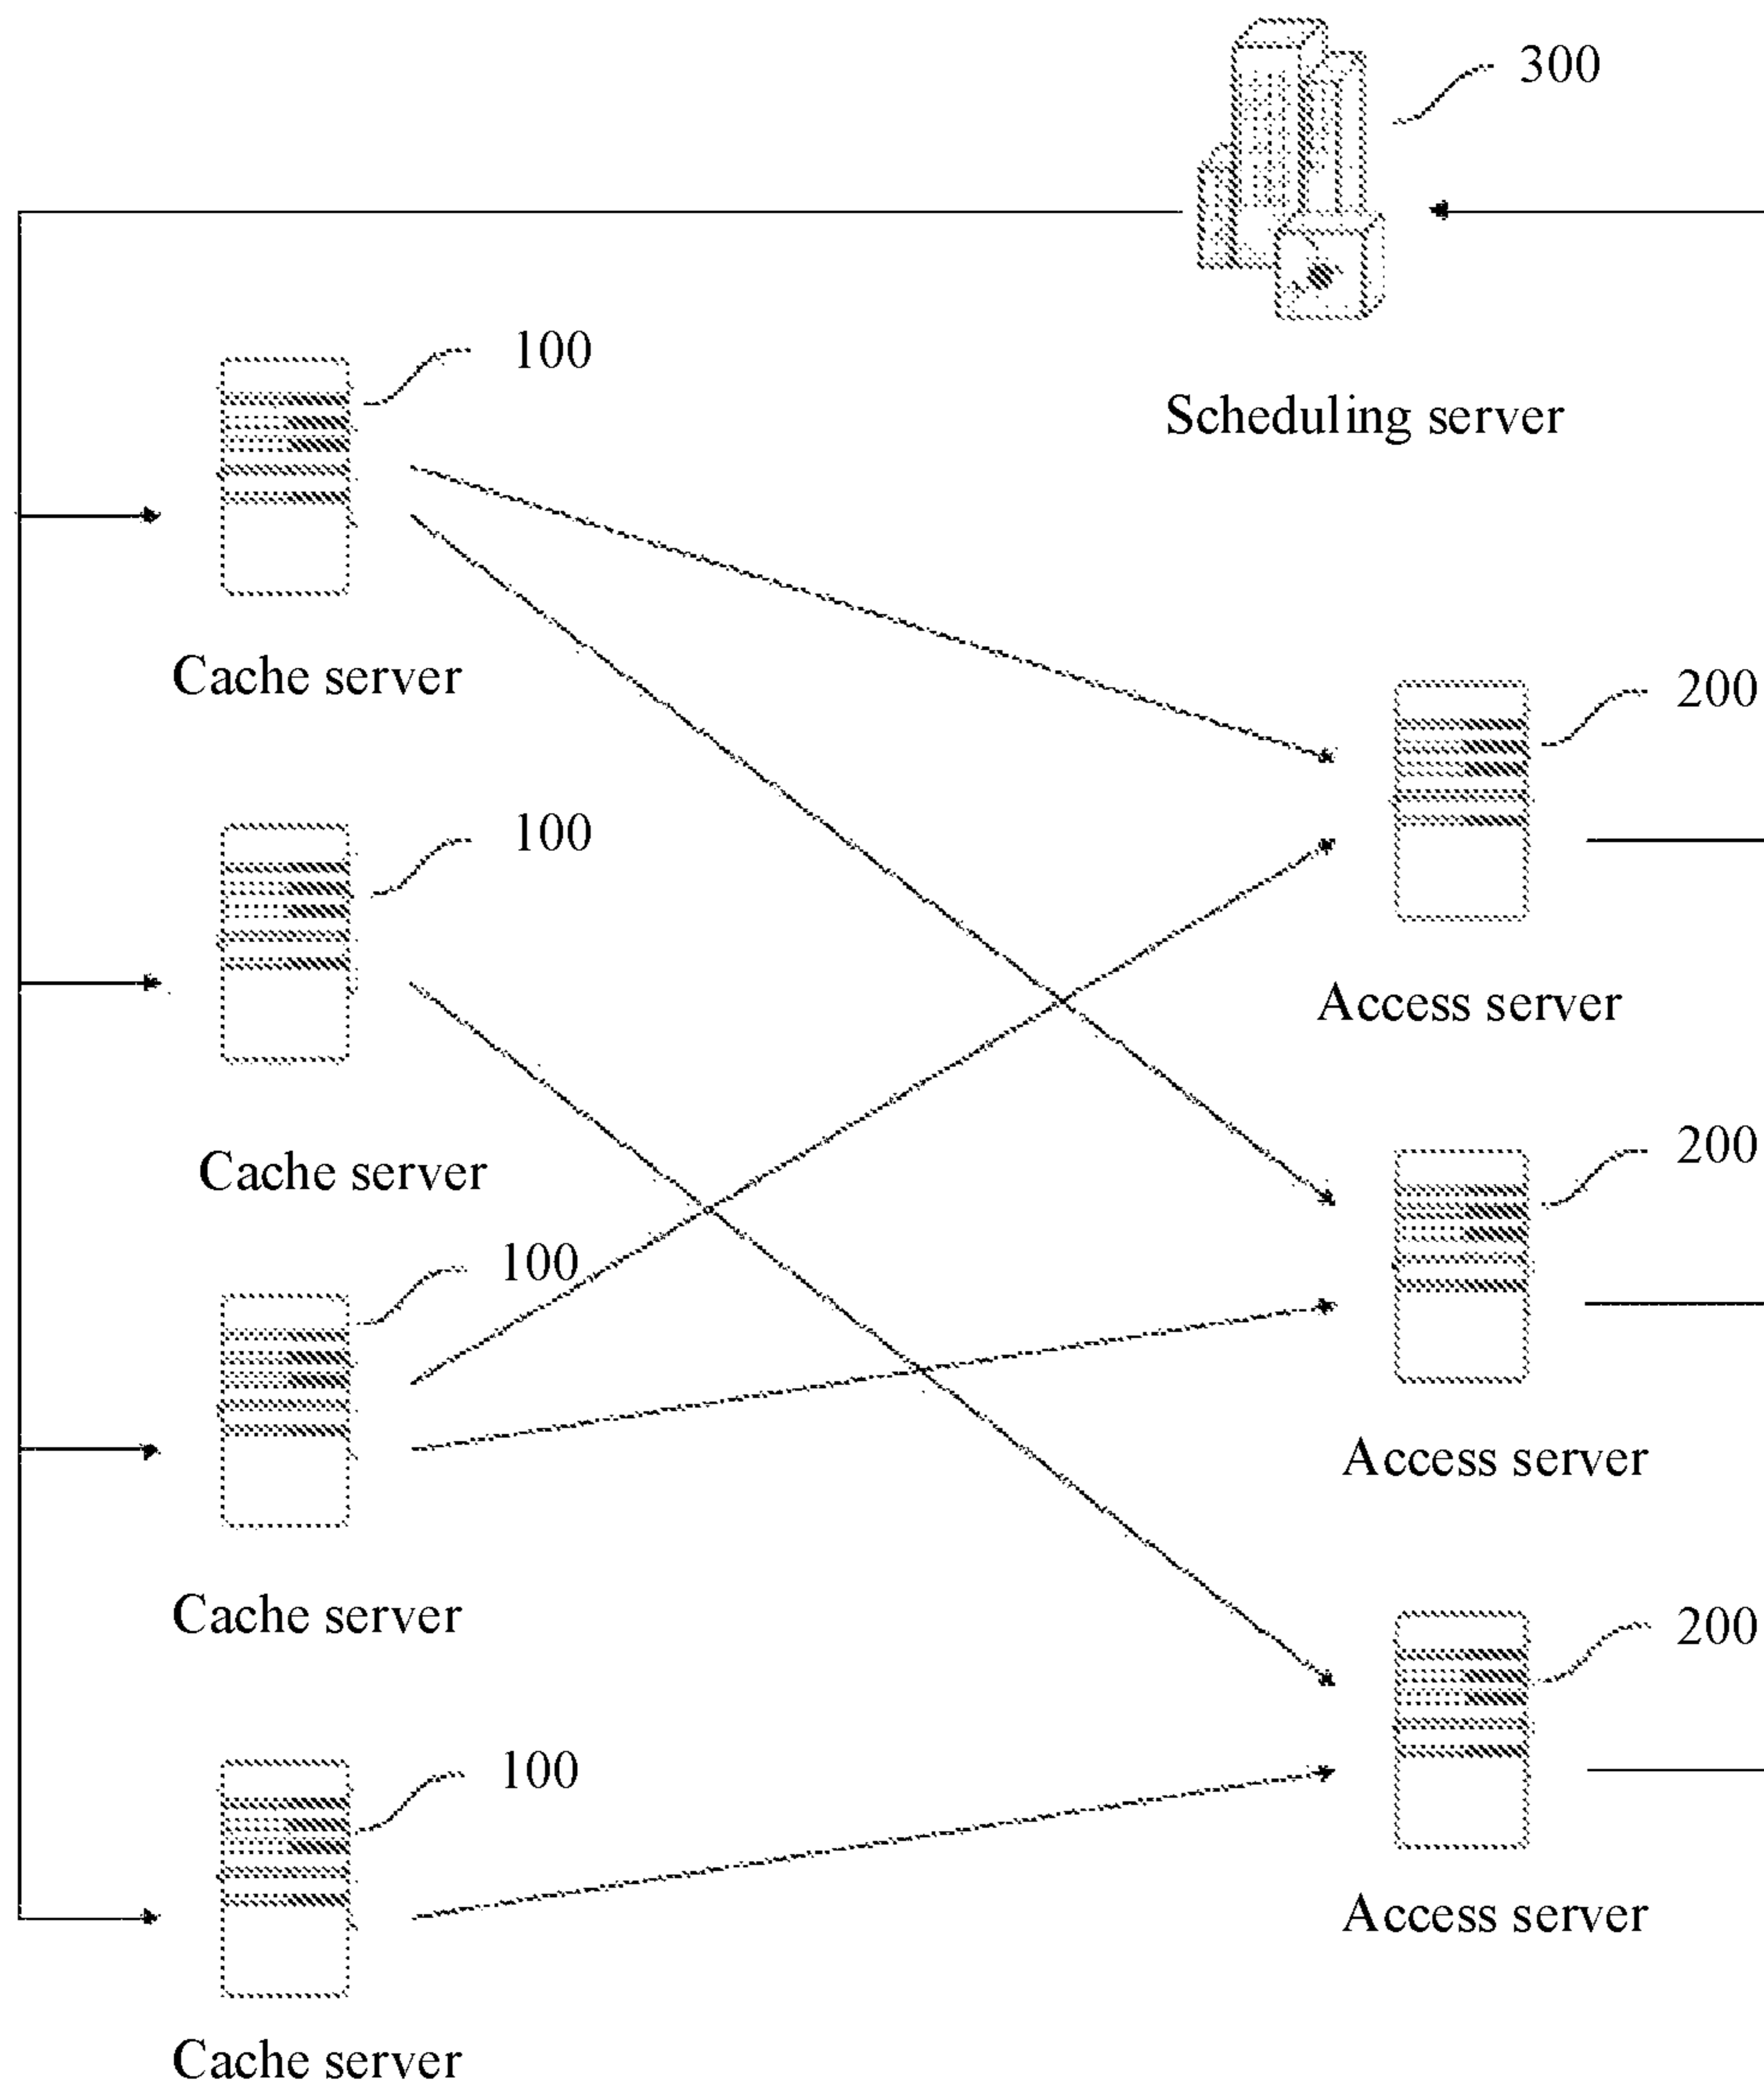 300
Scheduling server
100
Cache server
200
Access server
100
Cache server
200
Access server
100
Cache server
200
Access server
100
Cache server